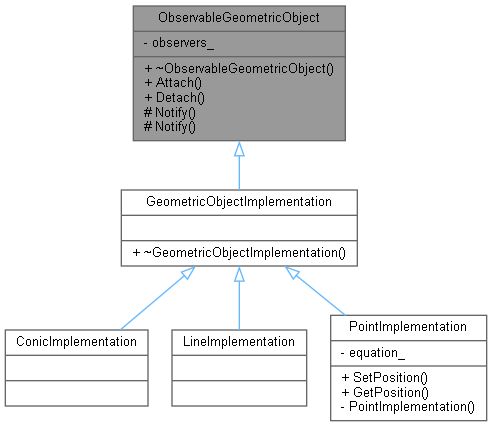 ObservableGeometricObject
- observers_
+ ~ObservableGeometricObject()
+ Attach()
+ Detach()
# Notify()
# Notify()
GeometricObjectImplementation
+ ~GeometricObjectImplementation()
ConicImplementation
LineImplementation
PointImplementation
- equation_
+ SetPosition()
+ GetPosition()
- PointImplementation()